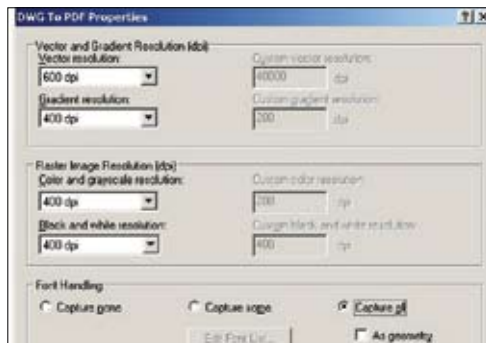 DWG To PDF Properties
Vector and Gradient Resolution (dpi)
Vector resolution: Custom vector resolution:
600 dpi 40000 dpi
Gradient resolution: Custom gradient resolution:
400 dpi 200 dpi
Raster Image Resolution (dpi)
Color and grayscale resolution: Custom color resolution:
400 dpi 200 dpi
Black and white resolution: Custom black and white resolution:
400 dpi 400 dpi
Font Handling
Capture none Capture some Capture all
Edit Font List... As geometry